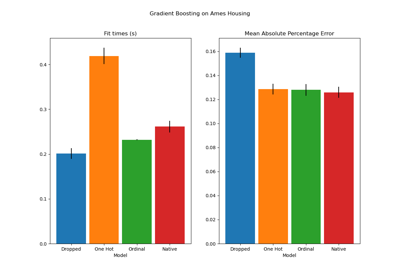 Gradient Boosting on Ames Housing
Fit times (s)
0.4
0.3
0.2
0.1
0.0
Dropped One Hot Ordinal Native
Model
Mean Absolute Percentage Error
0.16
0.14
0.12
0.10
0.08
0.06
0.04
0.02
0.00
Dropped One Hot Ordinal Native
Model